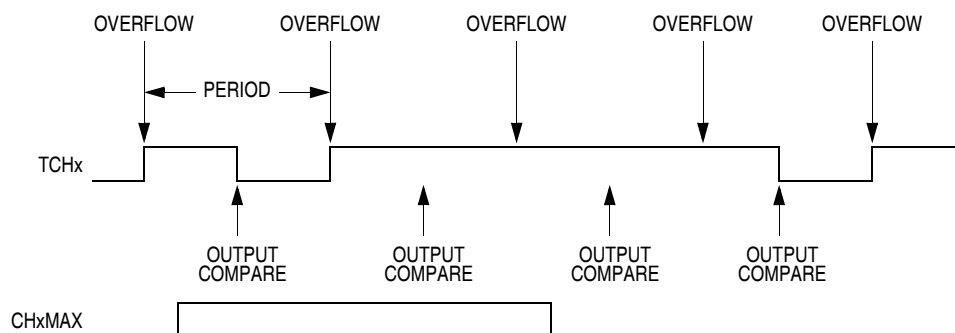 OVERFLOW OVERFLOW OVERFLOW OVERFLOW OVERFLOW
PERIOD
TCHx
OUTPUT COMPARE
OUTPUT COMPARE
OUTPUT COMPARE
OUTPUT COMPARE
CHxMAX